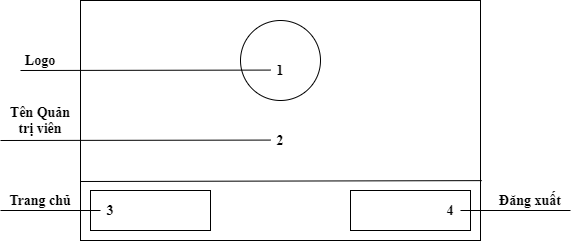 Logo
1
Tên Quản
trị viên
2
Trang chủ
3
4
Đăng xuất